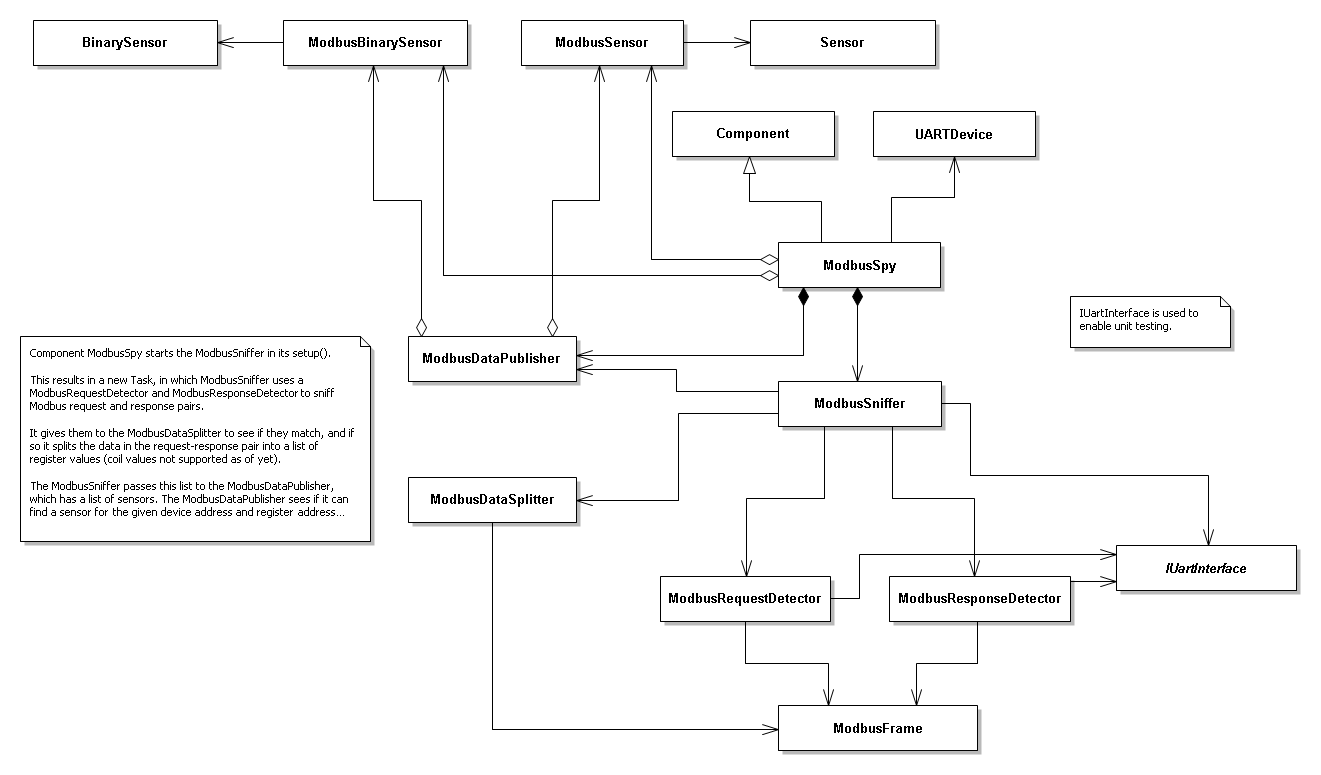 BinarySensor
ModbusBinarySensor
ModbusSensor
Sensor
Component
UARTDevice
ModbusSpy
IUartInterface is used to
enable unit testing.
Component ModbusSpy starts the ModbusSniffer in its setup().
This results in a new Task, in which ModbusSniffer uses a
ModbusRequestDetector and ModbusResponseDetector to sniff
Modbus request and response pairs.
It gives them to the ModbusDataSplitter to see if they match, and if
so it splits the data in the request-response pair into a list of
register values (coil values not supported as of yet).
The ModbusSniffer passes this list to the ModbusDataPublisher,
which has a list of sensors. The ModbusDataPublisher sees if it can
find a sensor for the given device address and register address...
ModbusDataPublisher
ModbusSniffer
ModbusDataSplitter
IUartInterface
ModbusRequestDetector
ModbusResponseDetector
ModbusFrame